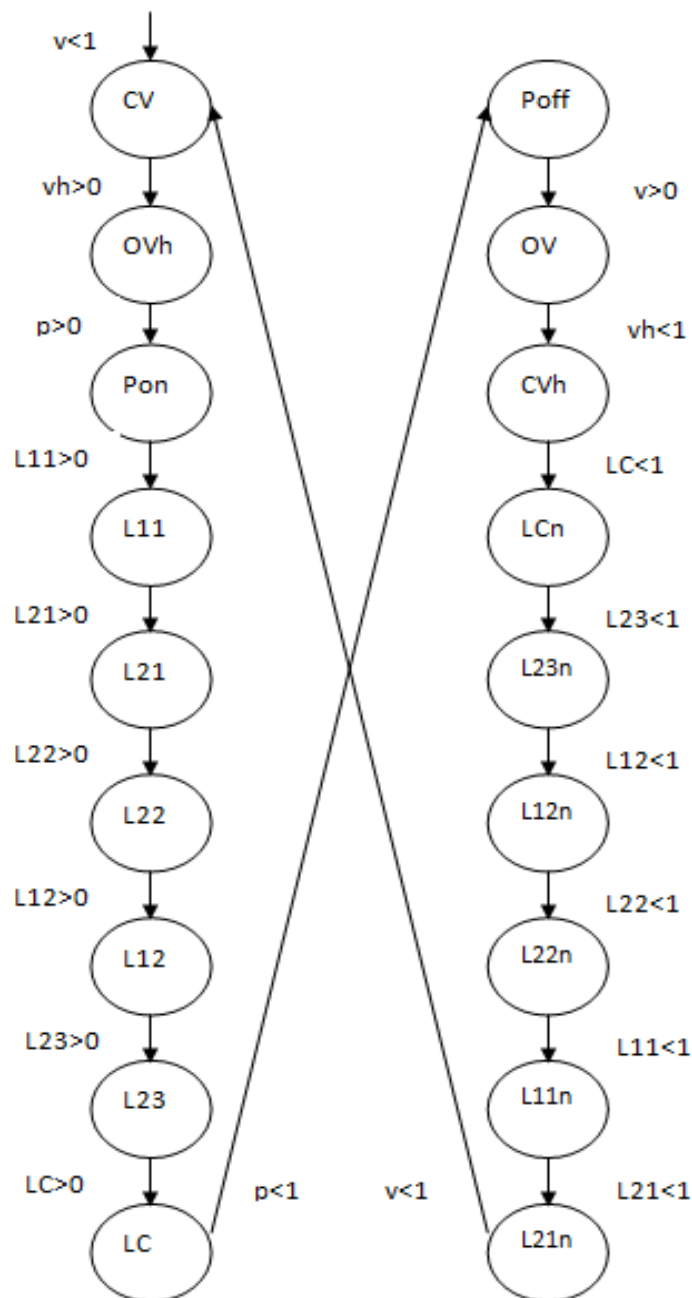 v<1
CV
vh>0
OVh
p>0
Pon
L11>0
L11
L21>0
L21
L22>0
L22
L12>0
L12
L23>0
L23
LC>0
LC
p<1
Poff
v>0
OV
vh<1
CVh
LC<1
LCn
L23<1
L23n
L12<1
L12n
L22<1
L22n
L11<1
L11n
L21<1
L21n
v<1